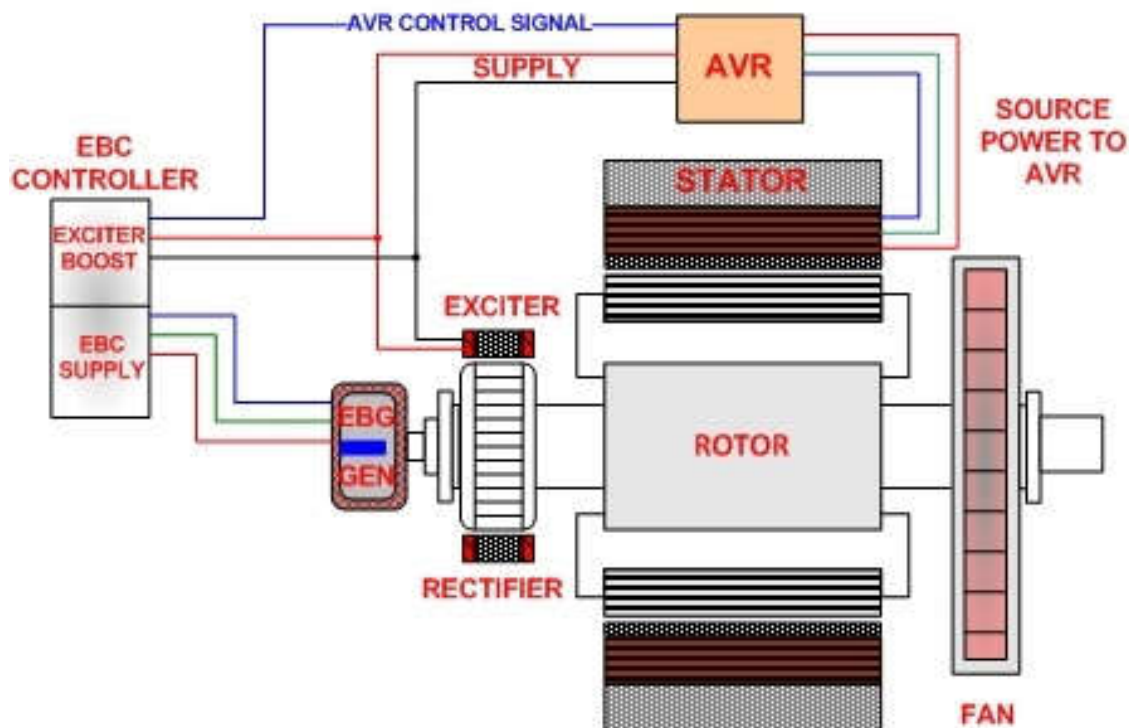 AVR CONTROL SIGNAL
SUPPLY
AVR
SOURCE
POWER TO
AVR
EBC
CONTROLLER
EXCITER
BOOST
EBC
SUPPLY
STATOR
EXCITER
EBG
GEN
ROTOR
RECTIFIER
FAN